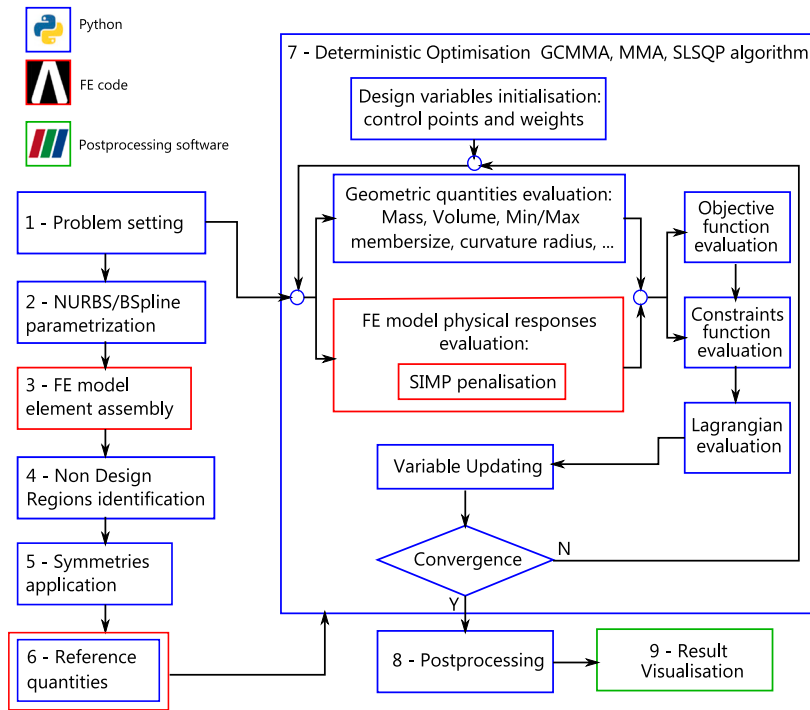 Python
FE code
Postprocessing software
1 - Problem setting
2 - NURBS/BSpline
parametrization
3 - FE model
element assembly
4 - Non Design
Regions identification
5 - Symmetries
application
6 - Reference
quantities
7 - Deterministic Optimisation GCMMA, MMA, SLSQP algorithm
Design variables initialisation:
control points and weights
Geometric quantities evaluation:
Mass, Volume, Min/Max
membersize, curvature radius, ...
FE model physical responses
evaluation:
SIMP penalisation
Objective
function
evaluation
Constraints
function
evaluation
Lagrangian
evaluation
Variable Updating
Convergence
N
Y
8 - Postprocessing
9 - Result
Visualisation